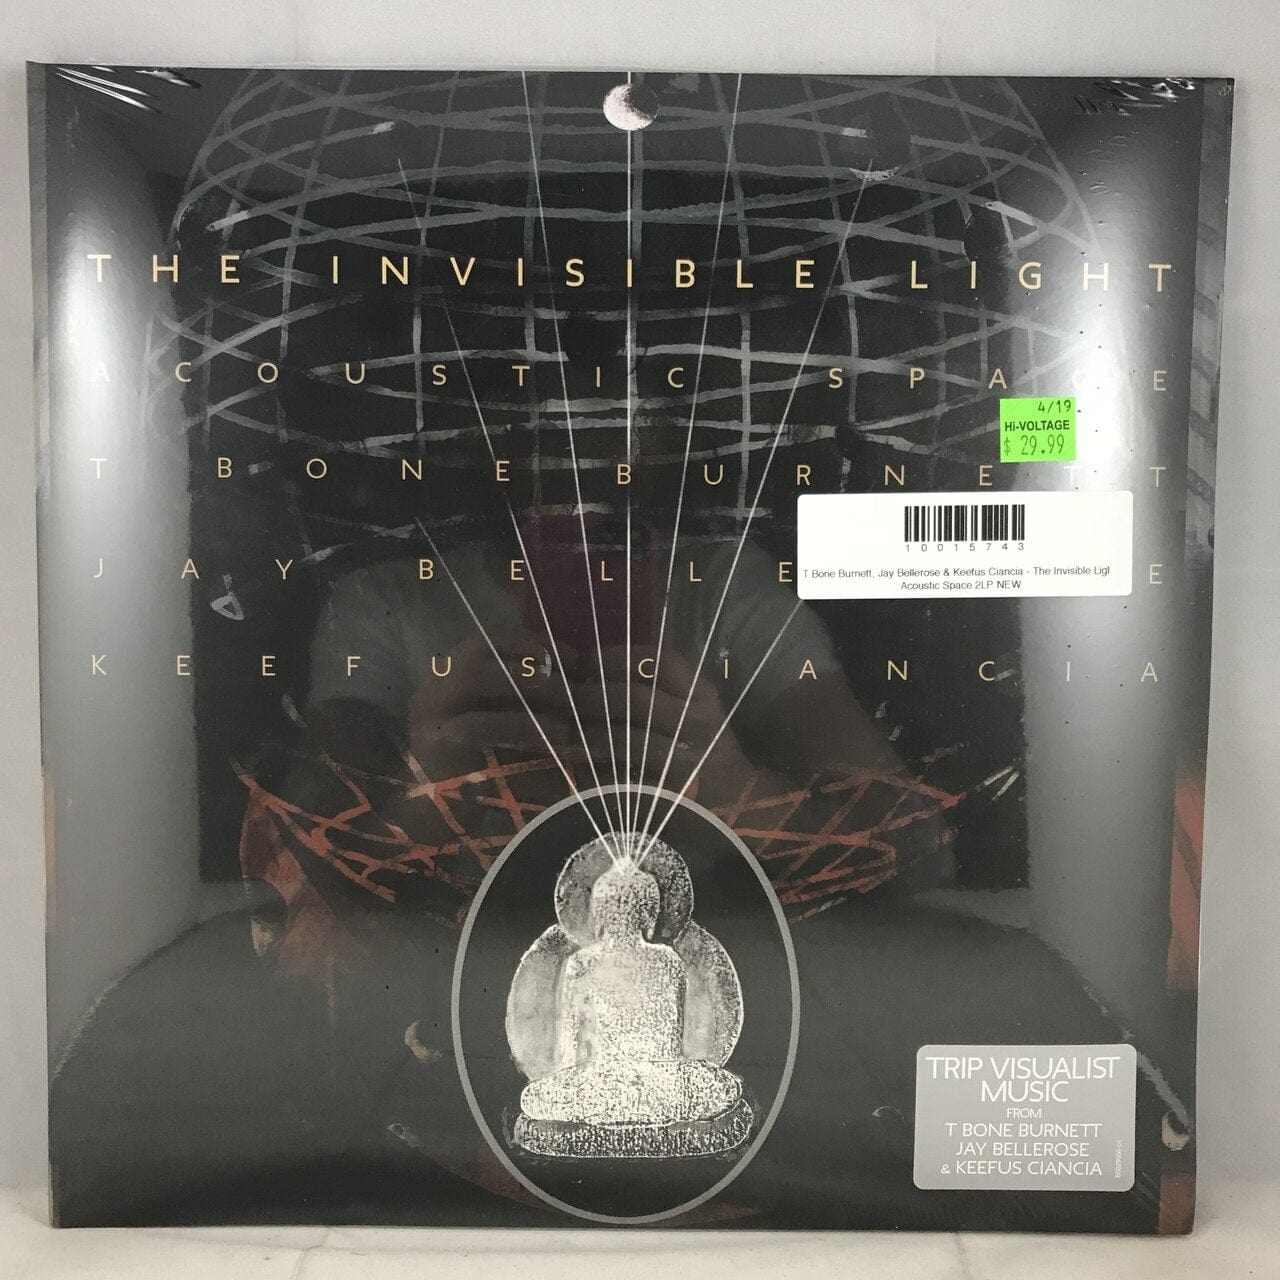 THE INVISIBLE LIGHT
ACOUSTIC SPACE
4/19
Hi-VOLTAGE
$ 29.99
T BONE BURNETT
10015743
T Bone Burnett, Jay Bellerose & Keefus Ciancia - The Invisible Ligl
Acoustic Space 2LP NEW
JAY BELLE E
KEEFUS CIANCIA
TRIP VISUALIST
MUSIC
FROM
T BONE BURNETT
JAY BELLEROSE
& KEEFUS CIANCIA